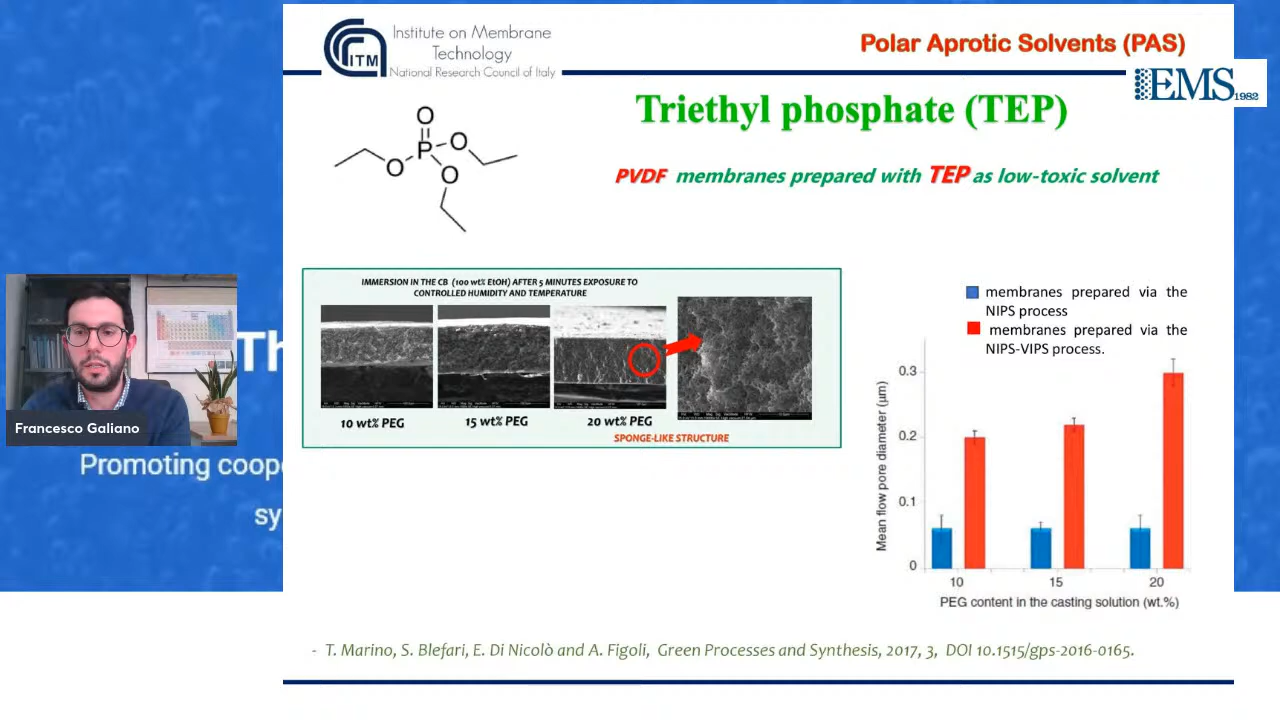 ITM
Institute on Membrane
Technology
National Research Council of Italy
Polar Aprotic Solvents (PAS)
EMS 1982
Triethyl phosphate (TEP)
O
P
O
O
O
PVDF membranes prepared with TEP as low-toxic solvent
IMMERSION IN THE CB (100 wt% EtOH) AFTER 5 MINUTES EXPOSURE TO
CONTROLLED HUMIDITY AND TEMPERATURE
10 wt% PEG
15 wt% PEG
20 wt% PEG
SPONGE-LIKE STRUCTURE
membranes prepared via the
NIPS process
membranes prepared via the
NIPS-VIPS process.
Mean flow pore diameter (μm)
0.3
0.2
0.1
0
10
15
20
PEG content in the casting solution (wt.%)
- T. Marino, S. Blefari, E. Di Nicolò and A. Figoli, Green Processes and Synthesis, 2017, 3, DOI 10.1515/gps-2016-0165.
Th
Francesco Galiano
Promoting coope
sy